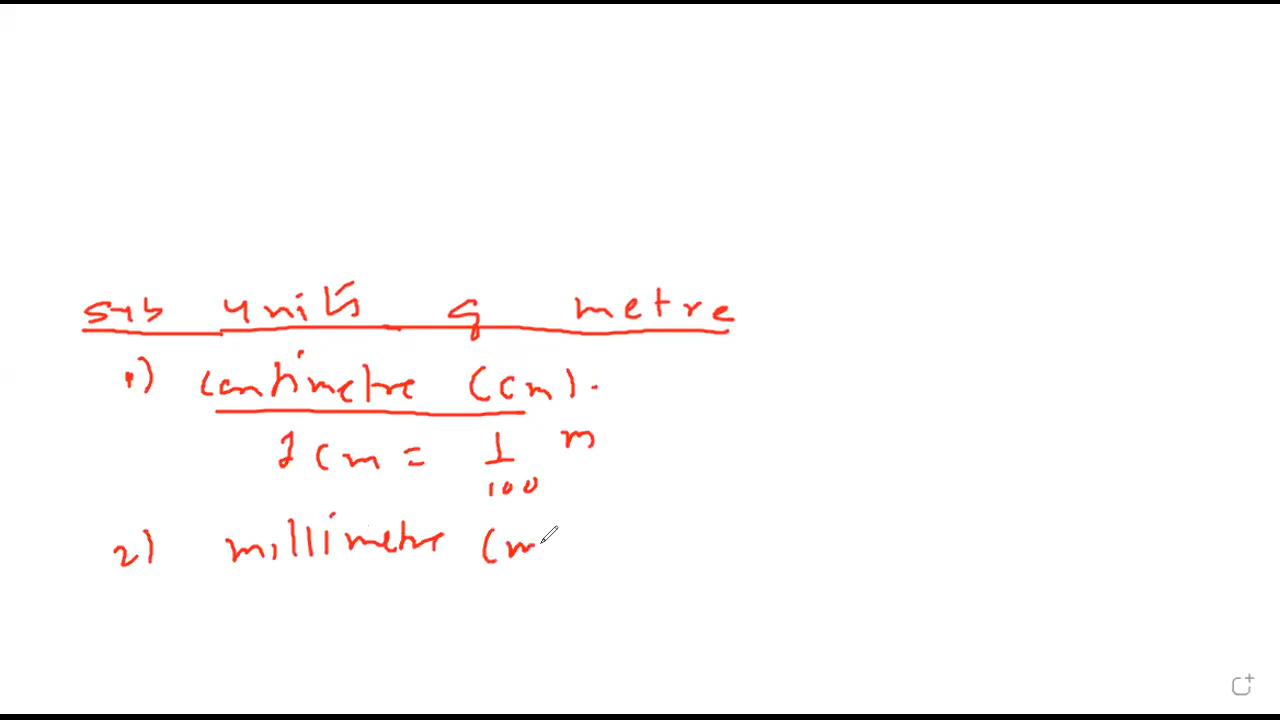 sub units of metre
1) centimetre (cm).
1 cm = 1/100 m
2) millimetre (m